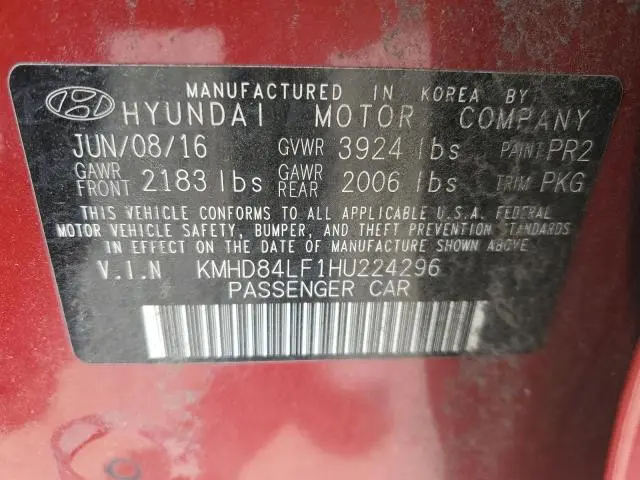 MANUFACTURED IN KOREA BY
HYUNDAI MOTOR COMPANY
JUN/08/16 GVWR 3924 lbs PAINT PR2
GAWR FRONT 2183 lbs GAWR REAR 2006 lbs TRIM PKG
THIS VEHICLE CONFORMS TO ALL APPLICABLE U.S.A. FEDERAL
MOTOR VEHICLE SAFETY, BUMPER, AND THEFT PREVENTION STANDARDS
IN EFFECT ON THE DATE OF MANUFACTURE SHOWN ABOVE.
V.I.N KMHD84LF1HU224296
PASSENGER CAR